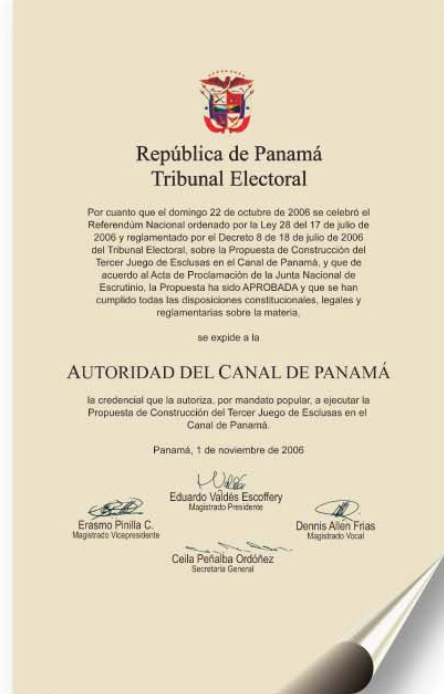 República de Panamá
Tribunal Electoral
Por cuanto que el domingo 22 de octubre de 2006 se celebró el
Referendúm Nacional ordenado por la Ley 28 del 17 de julio de
2006 y reglamentado por el Decreto 8 de 18 de julio de 2006
del Tribunal Electoral, sobre la Propuesta de Construcción del
Tercer Juego de Esclusas en el Canal de Panamá, y que de
acuerdo al Acta de Proclamación de la Junta Nacional de
Escrutinio, la Propuesta ha sido APROBADA y que se han
cumplido todas las disposiciones constitucionales, legales y
reglamentarias sobre la materia,
se expide a la
AUTORIDAD DEL CANAL DE PANAMÁ
la credencial que la autoriza, por mandato popular, a ejecutar la
Propuesta de Construcción del Tercer Juego de Esclusas en el
Canal de Panamá.
Panamá, 1 de noviembre de 2006
Eduardo Valdés Escoffery
Magistrado Presidente
Erasmo Pinilla C.
Magistrado Vicepresidente
Dennis Allen Frias
Magistrado Vocal
Ceila Peñalba Ordóñez
Secretaria General